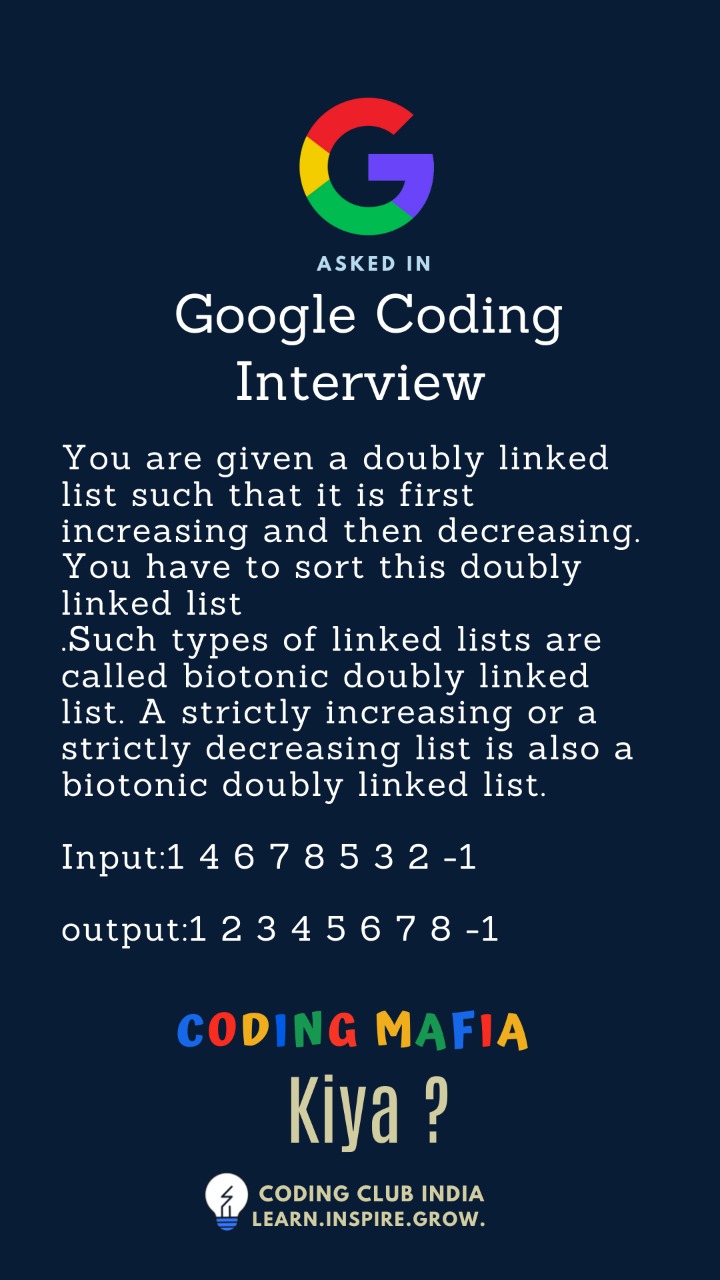 ASKED IN
Google Coding
Interview
You are given a doubly linked
list such that it is first
increasing and then decreasing.
You have to sort this doubly
linked list
.Such types of linked lists are
called biotonic doubly linked
list. A strictly increasing or a
strictly decreasing list is also a
biotonic doubly linked list.
Input:1 4 6 7 8 5 3 2 -1
output:1 2 3 4 5 6 7 8 -1
CODING MAFIA
Kiya ?
CODING CLUB INDIA
LEARN.INSPIRE.GROW.